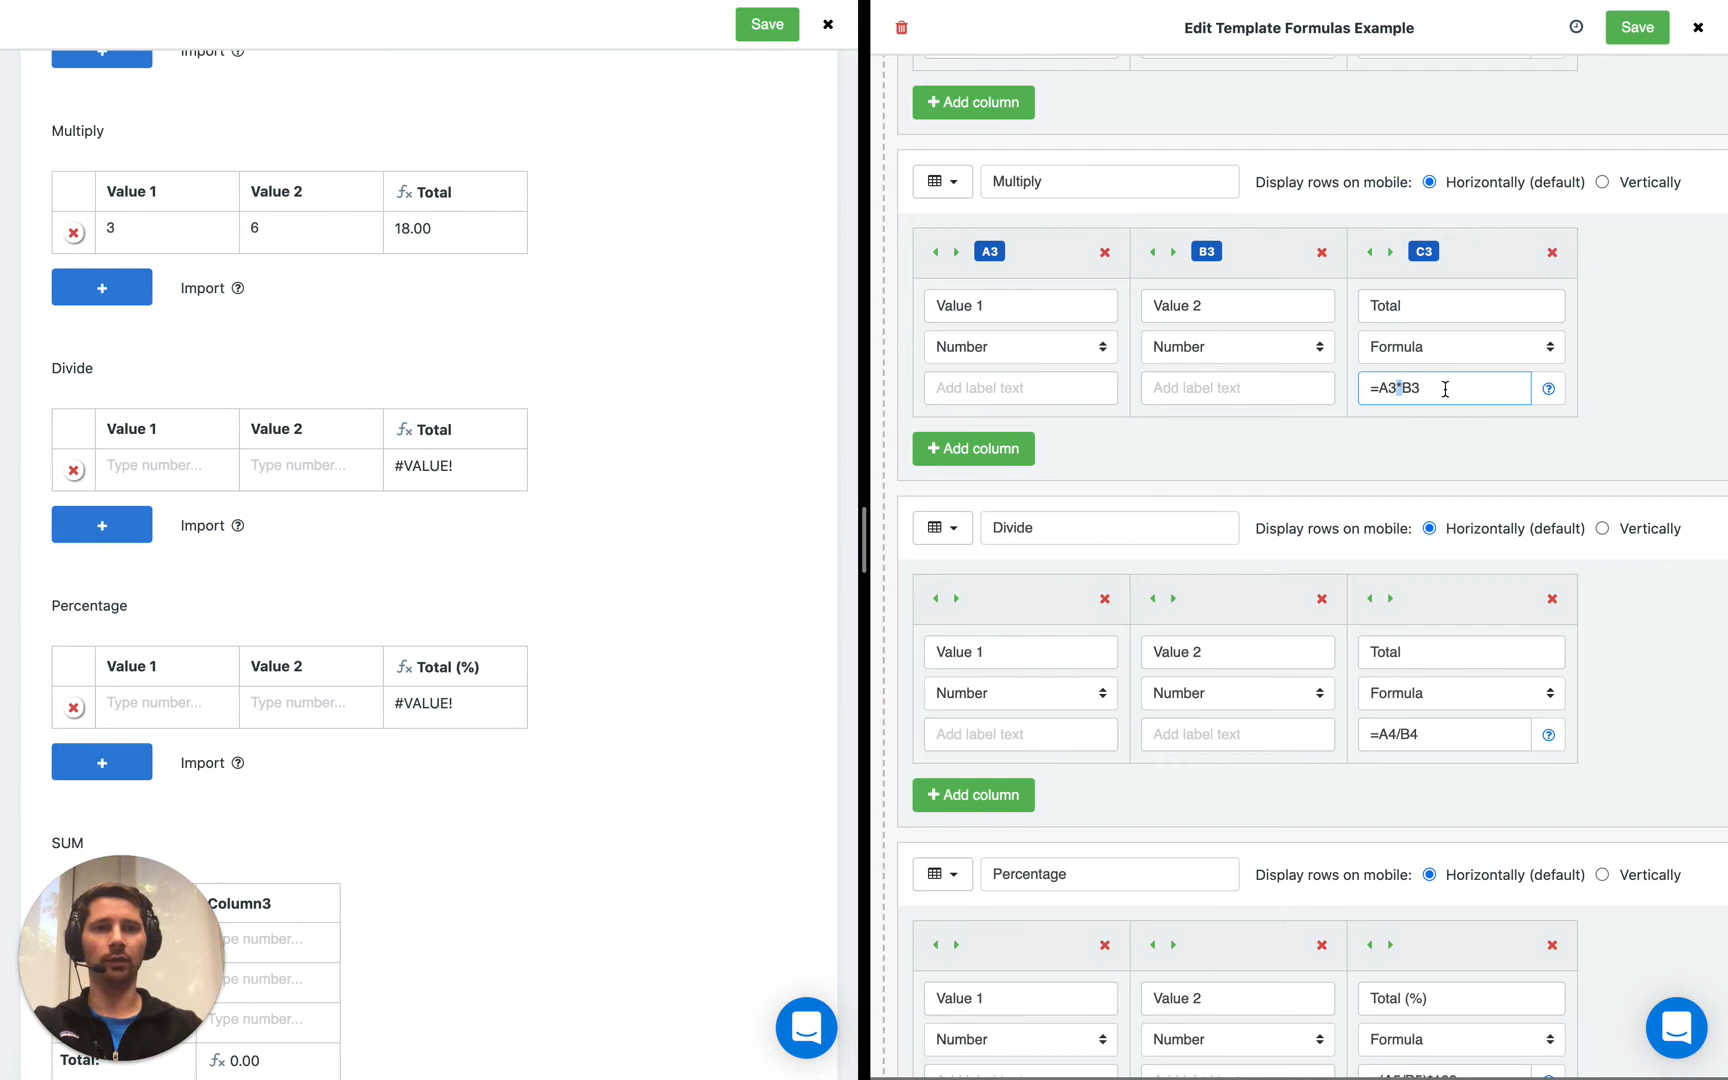 Save
Import
Multiply
Value 1 Value 2 fx Total
3 6 18.00
+ Import
Divide
Value 1 Value 2 fx Total
Type number... Type number... #VALUE!
+ Import
Percentage
Value 1 Value 2 fx Total (%)
Type number... Type number... #VALUE!
+ Import
SUM
Column3
pe number...
pe number...
Type number...
Total: fx 0.00
Edit Template Formulas Example
Save
+ Add column
Multiply Display rows on mobile: Horizontally (default) Vertically
A3 B3 C3
Value 1 Value 2 Total
Number Number Formula
Add label text Add label text =A3*B3
+ Add column
Divide Display rows on mobile: Horizontally (default) Vertically
Value 1 Value 2 Total
Number Number Formula
Add label text Add label text =A4/B4
+ Add column
Percentage Display rows on mobile: Horizontally (default) Vertically
Value 1 Value 2 Total (%)
Number Number Formula